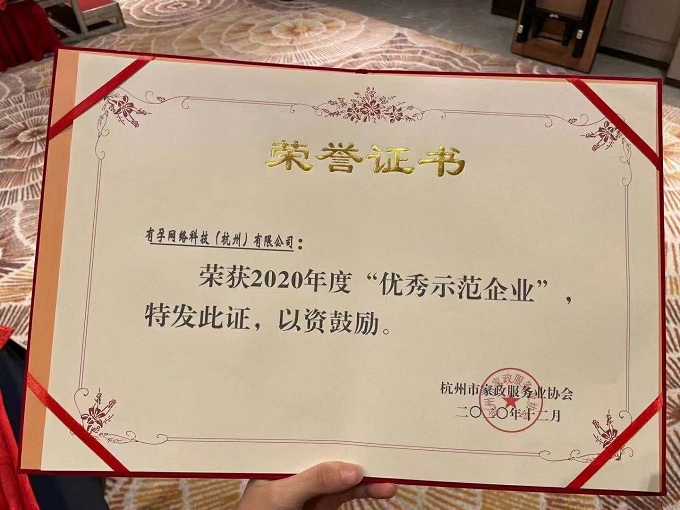 荣誉证书
有孚网络科技（杭州）有限公司：
荣获2020年度“优秀示范企业”，
特发此证，以资鼓励。
杭州市家政服务业协会
二〇二〇年十二月